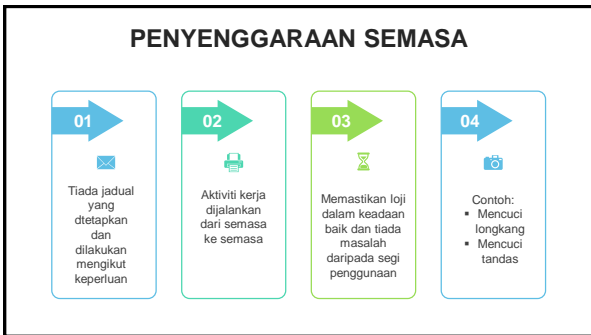 PENYENGGARAAN SEMASA
01
Tiada jadual
yang
dtetapkan
dan
dilakukan
mengikut
keperluan
02
Aktiviti kerja
dijalankan
dari semasa
ke semasa
03
Memastikan loji
dalam keadaan
baik dan tiada
masalah
daripada segi
penggunaan
04
Contoh:
▪ Mencuci
longkang
▪ Mencuci
tandas